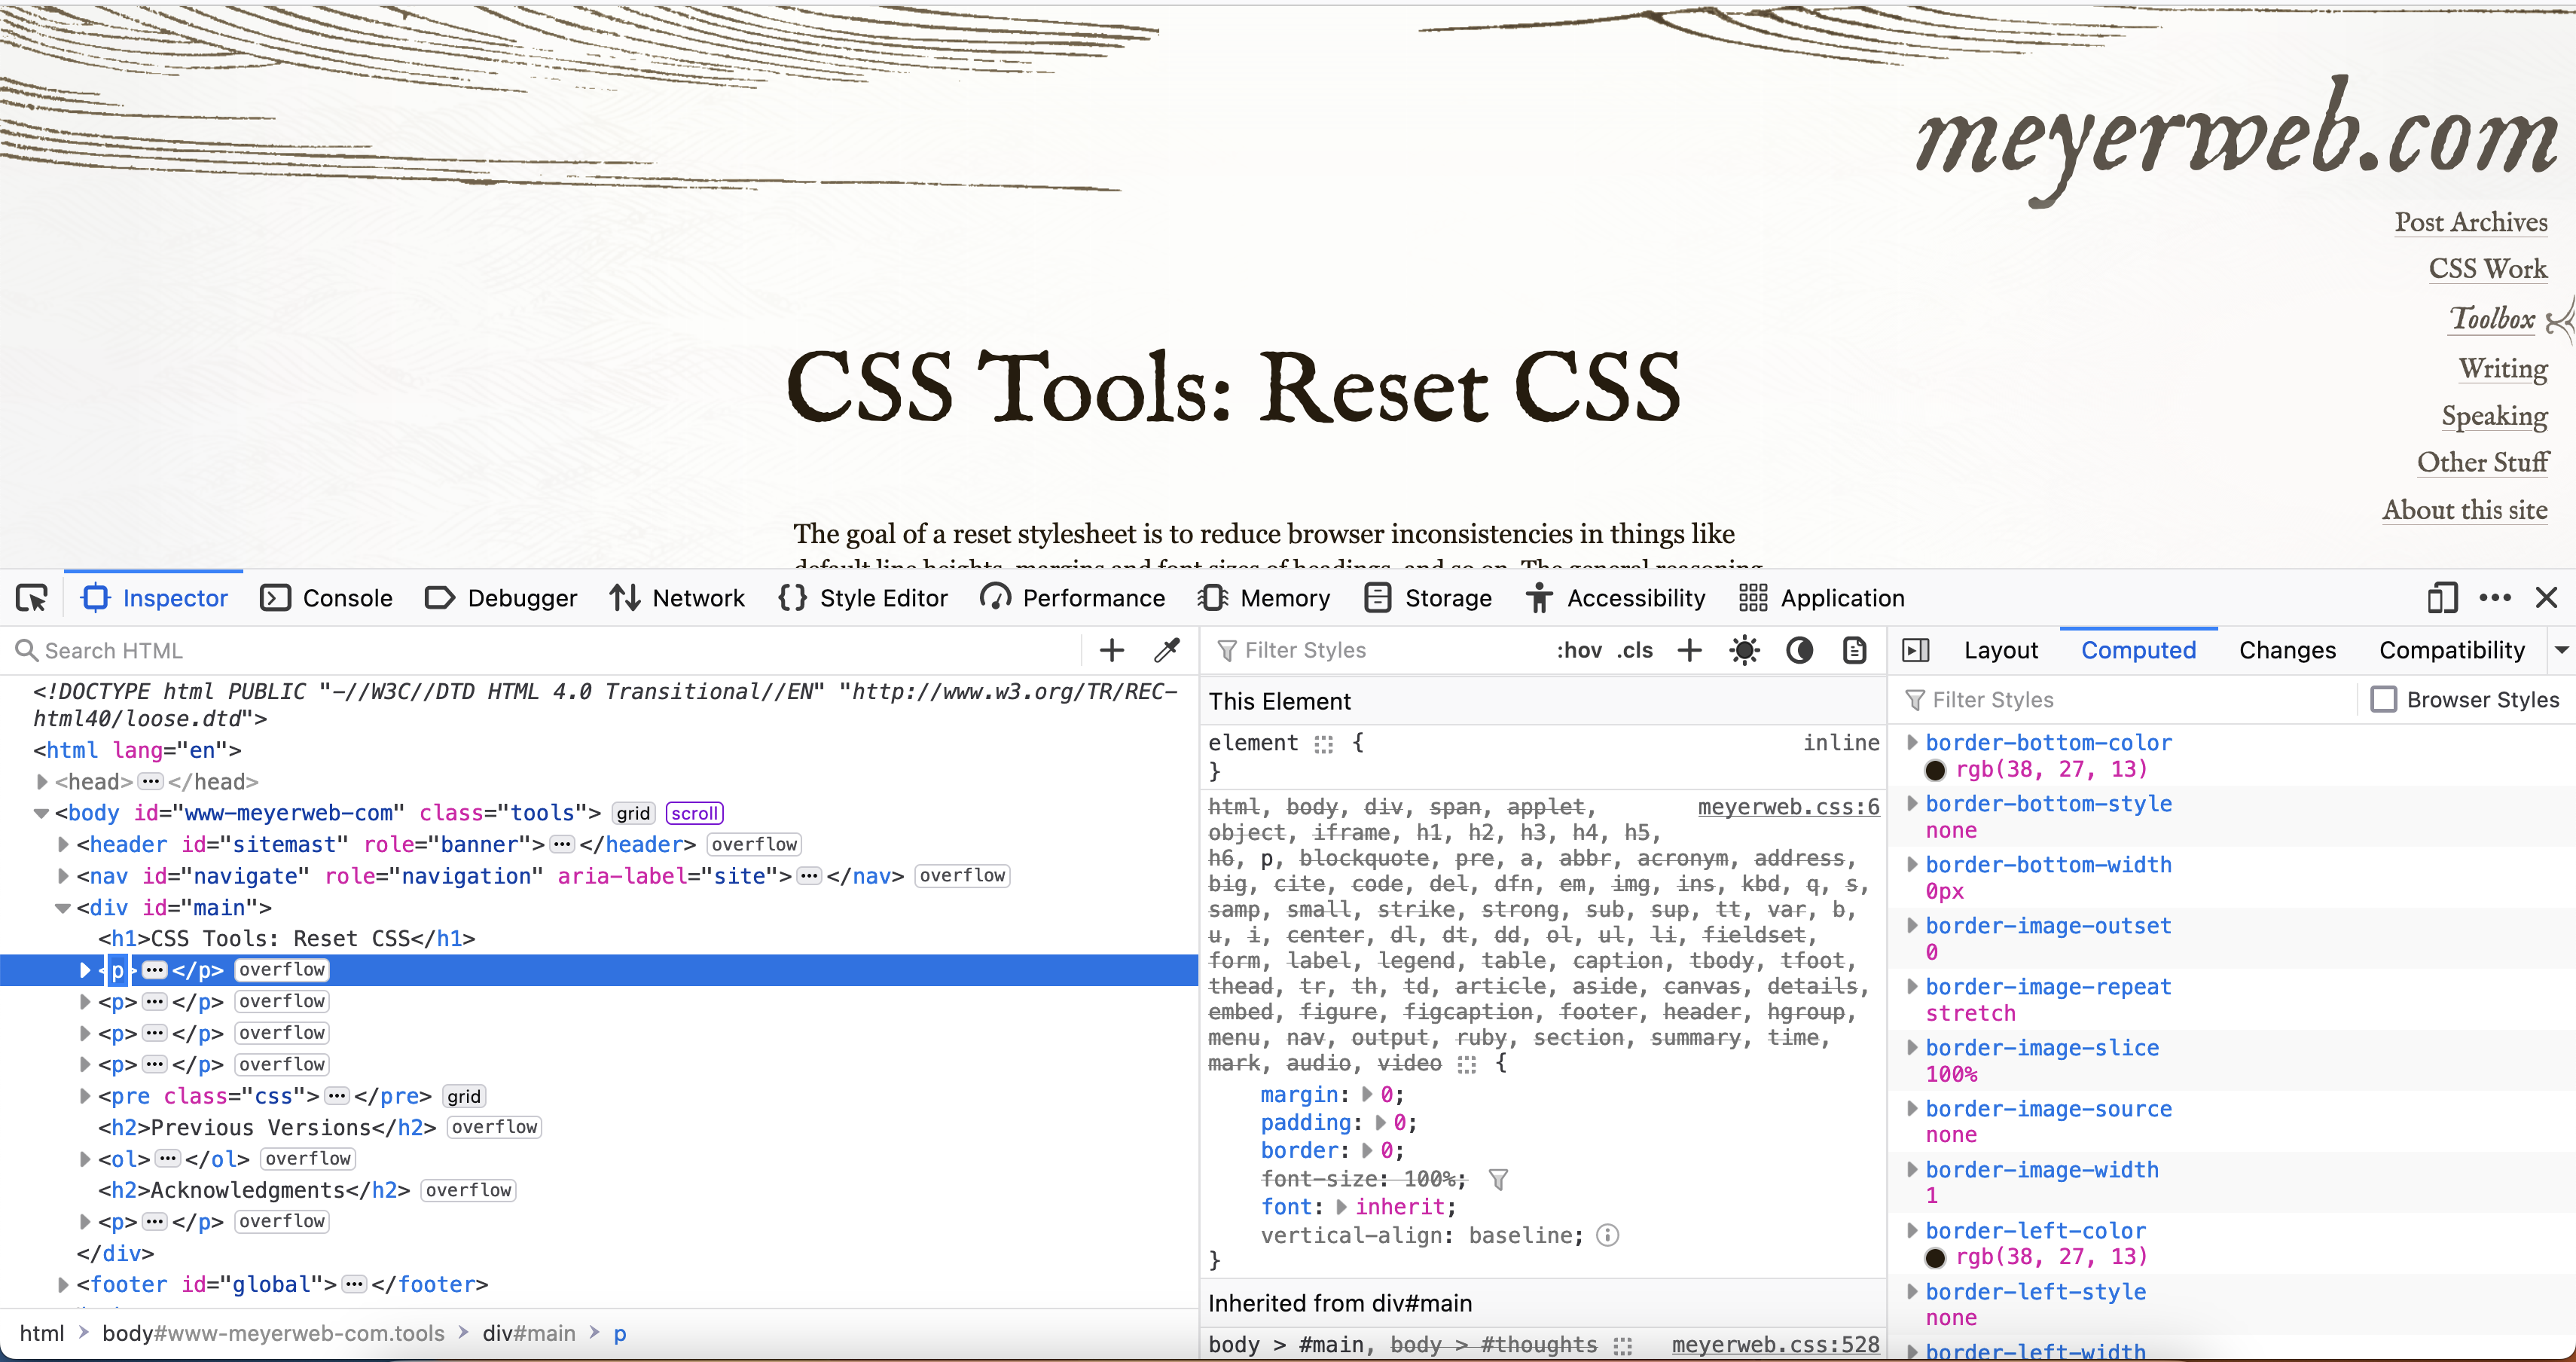 meyerweb.com
Post Archives
CSS Work
Toolbox
Writing
Speaking
Other Stuff
About this site
CSS Tools: Reset CSS
The goal of a reset stylesheet is to reduce browser inconsistencies in things like
default line heights, margins and font sizes of headings, and so on. The general reasoning
Inspector Console Debugger Network Style Editor Performance Memory Storage Accessibility Application
Search HTML
<!DOCTYPE html PUBLIC "-//W3C//DTD HTML 4.0 Transitional//EN" "http://www.w3.org/TR/REC-
html40/loose.dtd">
<html lang="en">
<head>···</head>
<body id="www-meyerweb-com" class="tools"> grid scroll
<header id="sitemast" role="banner">···</header> overflow
<nav id="navigate" role="navigation" aria-label="site">···</nav> overflow
<div id="main">
<h1>CSS Tools: Reset CSS</h1>
<p>···</p> overflow
<p>···</p> overflow
<p>···</p> overflow
<p>···</p> overflow
<pre class="css">···</pre> grid
<h2>Previous Versions</h2> overflow
<ol>···</ol> overflow
<h2>Acknowledgments</h2> overflow
<p>···</p> overflow
</div>
<footer id="global">···</footer>
html > body#www-meyerweb-com.tools > div#main > p
Filter Styles :hov .cls
This Element
element { inline
}
html, body, div, span, applet, meyerweb.css:6
object, iframe, h1, h2, h3, h4, h5,
h6, p, blockquote, pre, a, abbr, acronym, address,
big, cite, code, del, dfn, em, img, ins, kbd, q, s,
samp, small, strike, strong, sub, sup, tt, var, b,
u, i, center, dl, dt, dd, ol, ul, li, fieldset,
form, label, legend, table, caption, tbody, tfoot,
thead, tr, th, td, article, aside, canvas, details,
embed, figure, figcaption, footer, header, hgroup,
menu, nav, output, ruby, section, summary, time,
mark, audio, video {
margin: 0;
padding: 0;
border: 0;
font-size: 100%;
font: inherit;
vertical-align: baseline;
}
Inherited from div#main
body > #main, body > #thoughts meyerweb.css:528
Layout Computed Changes Compatibility
Filter Styles Browser Styles
border-bottom-color
rgb(38, 27, 13)
border-bottom-style
none
border-bottom-width
0px
border-image-outset
0
border-image-repeat
stretch
border-image-slice
100%
border-image-source
none
border-image-width
1
border-left-color
rgb(38, 27, 13)
border-left-style
none
border-left-width